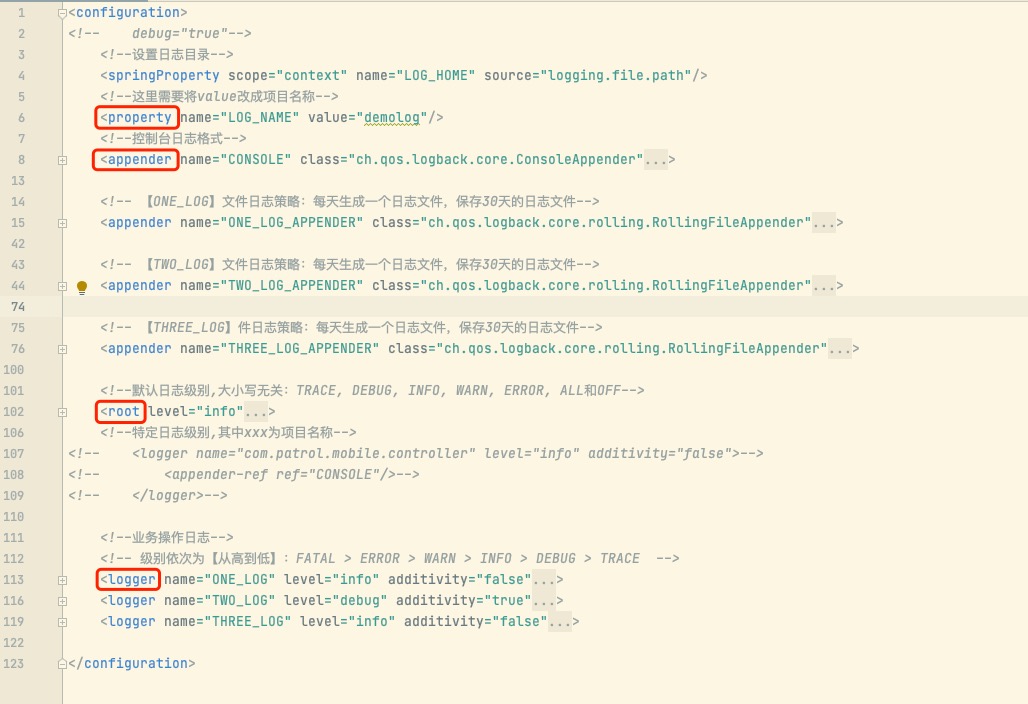 1 <configuration>
2 <!-- debug="true"-->
3 <!--设置日志目录-->
4 <springProperty scope="context" name="LOG_HOME" source="logging.file.path"/>
5 <!--这里需要将value改成项目名称-->
6 <property name="LOG_NAME" value="demolog"/>
7 <!--控制台日志格式-->
8 <appender name="CONSOLE" class="ch.qos.logback.core.ConsoleAppender"...>
13
14 <!-- 【ONE_LOG】文件日志策略：每天生成一个日志文件，保存30天的日志文件-->
15 <appender name="ONE_LOG_APPENDER" class="ch.qos.logback.core.rolling.RollingFileAppender"...>
42
43 <!-- 【TWO_LOG】文件日志策略：每天生成一个日志文件，保存30天的日志文件-->
44 <appender name="TWO_LOG_APPENDER" class="ch.qos.logback.core.rolling.RollingFileAppender"...>
74
75 <!-- 【THREE_LOG】件日志策略：每天生成一个日志文件，保存30天的日志文件-->
76 <appender name="THREE_LOG_APPENDER" class="ch.qos.logback.core.rolling.RollingFileAppender"...>
100
101 <!--默认日志级别,大小写无关：TRACE, DEBUG, INFO, WARN, ERROR, ALL和OFF-->
102 <root level="info"...>
106 <!--特定日志级别,其中xxx为项目名称-->
107 <!-- <logger name="com.patrol.mobile.controller" level="info" additivity="false">-->
108 <!-- <appender-ref ref="CONSOLE"/>-->
109 <!-- </logger>-->
110
111 <!--业务操作日志-->
112 <!-- 级别依次为【从高到低】：FATAL > ERROR > WARN > INFO > DEBUG > TRACE -->
113 <logger name="ONE_LOG" level="info" additivity="false"...>
116 <logger name="TWO_LOG" level="debug" additivity="true"...>
119 <logger name="THREE_LOG" level="info" additivity="false"...>
122
123 </configuration>